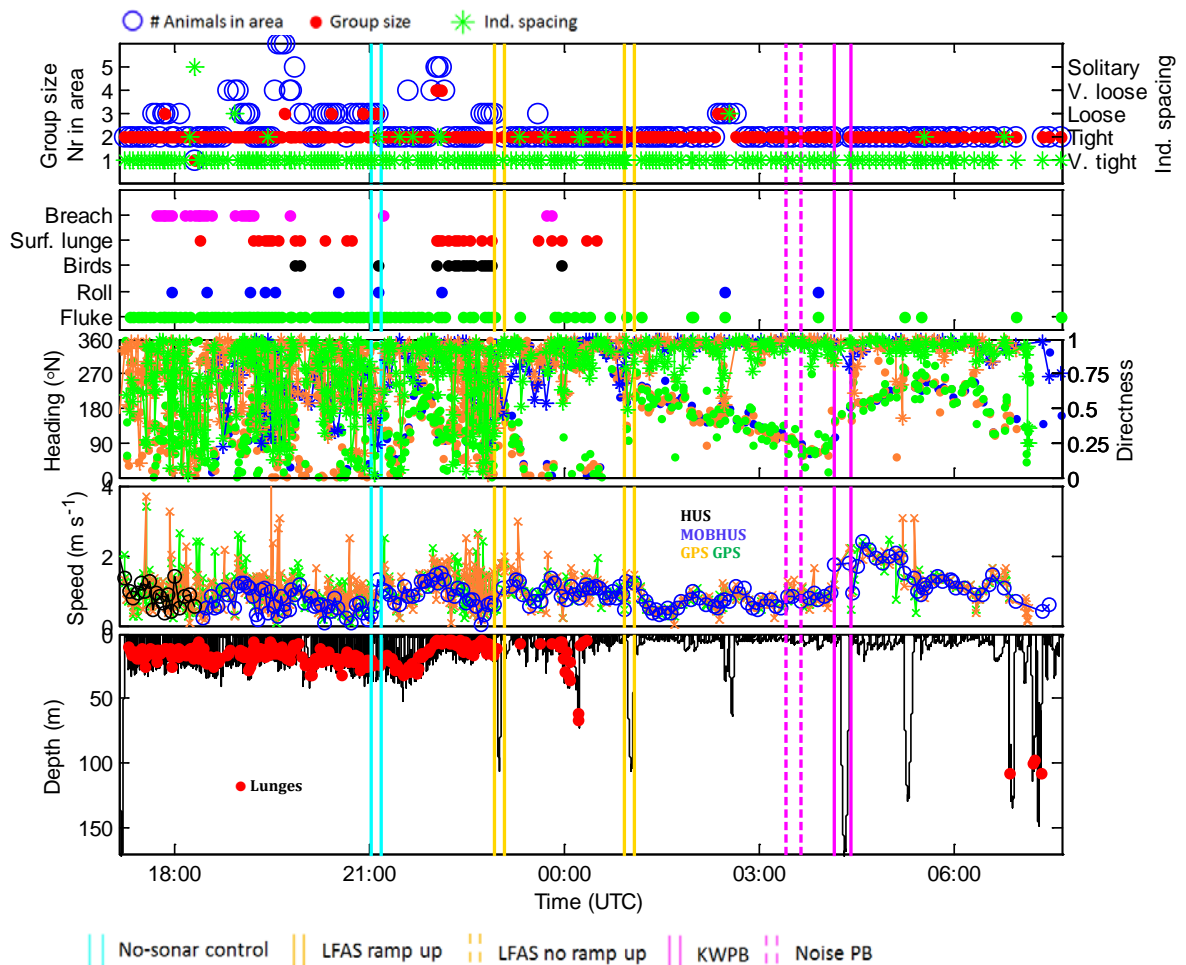 # Animals in area
Group size
Ind. spacing
Group size
Nr in area
5
4
3
2
1
Solitary
V. loose
Loose
Tight
V. tight
Ind. spacing
Breach
Surf. lunge
Birds
Roll
Fluke
Heading (◦N)
360
270
180
90
0
1
0.75
0.5
0.25
0
Directness
Speed (m s-1)
4
2
0
HUS
MOBHUS
GPS GPS
Depth (m)
0
50
100
150
Lunges
18:00
21:00
00:00
03:00
06:00
Time (UTC)
No-sonar control
LFAS ramp up
LFAS no ramp up
KWPB
Noise PB